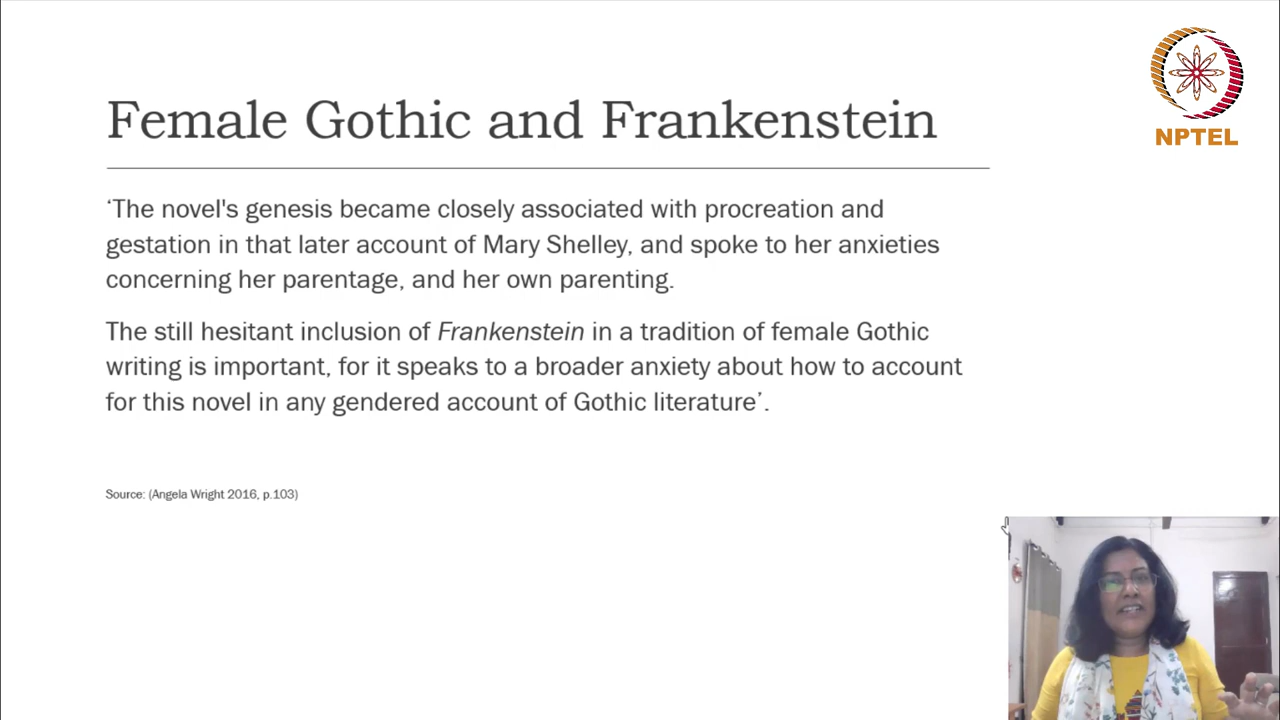 NPTEL
Female Gothic and Frankenstein
‘The novel's genesis became closely associated with procreation and
gestation in that later account of Mary Shelley, and spoke to her anxieties
concerning her parentage, and her own parenting.
The still hesitant inclusion of Frankenstein in a tradition of female Gothic
writing is important, for it speaks to a broader anxiety about how to account
for this novel in any gendered account of Gothic literature’.
Source: (Angela Wright 2016, p.103)